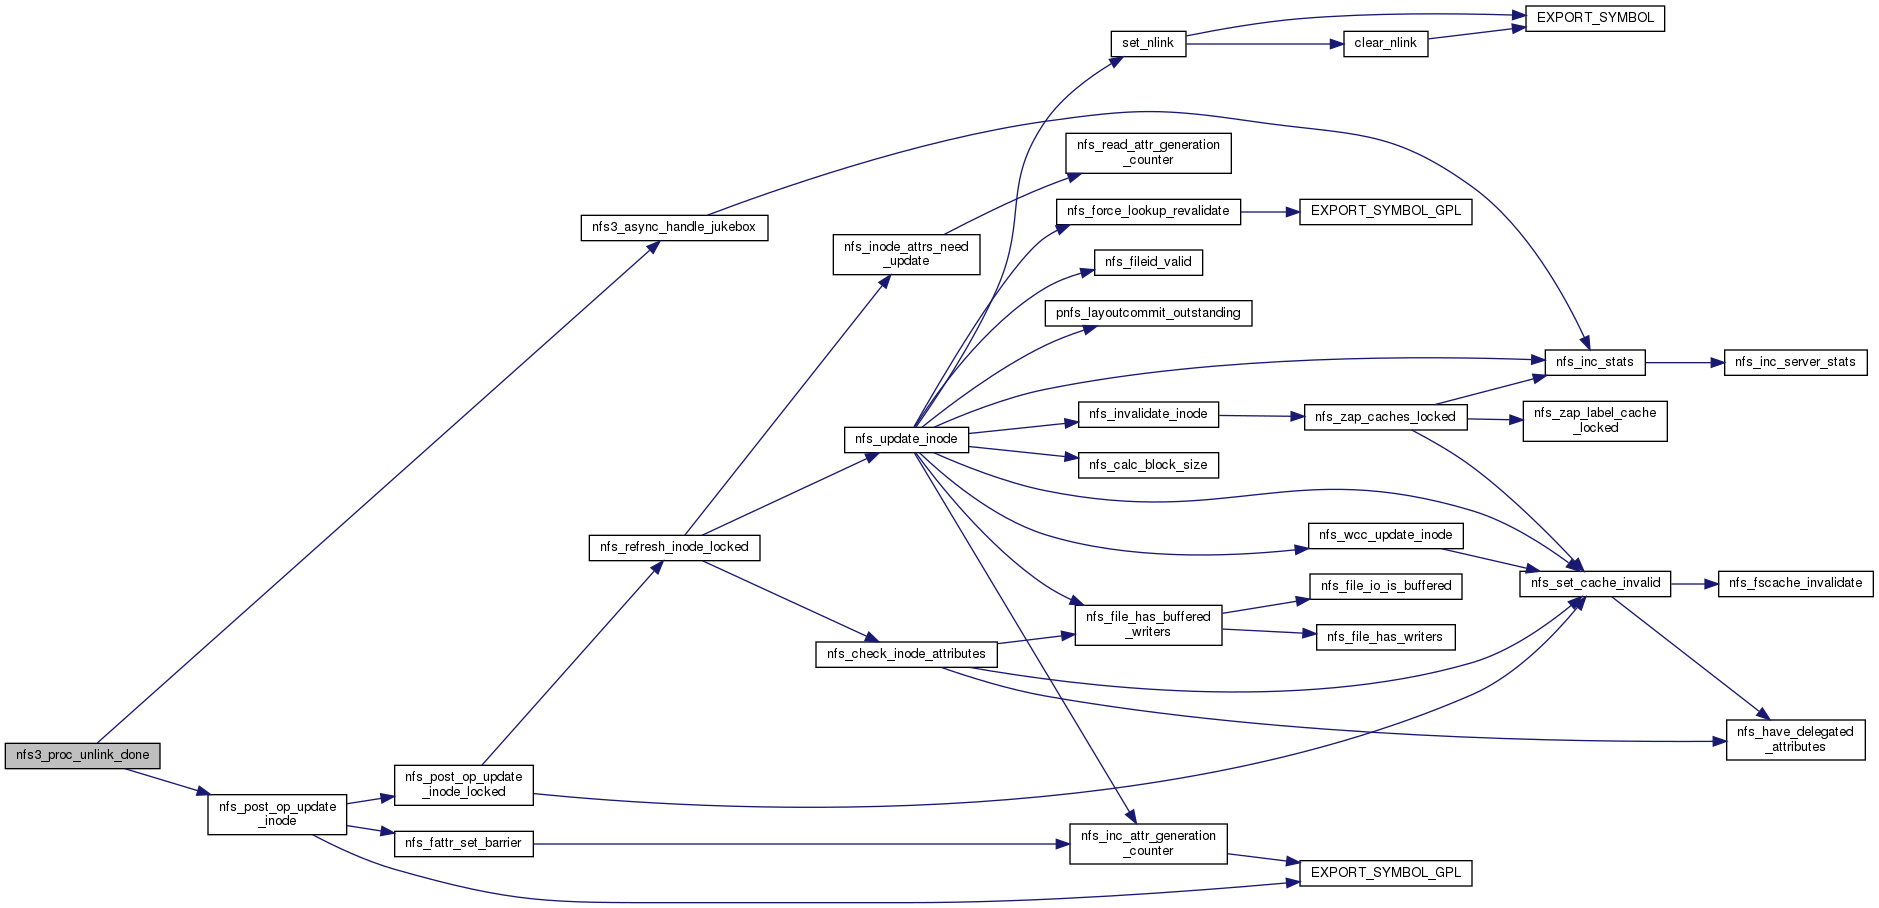 EXPORT_SYMBOL
set_nlink
clear_nlink
nfs_read_attr_generation
_counter
nfs3_async_handle_jukebox
nfs_force_lookup_revalidate
EXPORT_SYMBOL_GPL
nfs_inode_attrs_need
_update
nfs_fileid_valid
pnfs_layoutcommit_outstanding
nfs_inc_stats
nfs_inc_server_stats
nfs_update_inode
nfs_invalidate_inode
nfs_zap_caches_locked
nfs_zap_label_cache
_locked
nfs_calc_block_size
nfs_refresh_inode_locked
nfs_wcc_update_inode
nfs_set_cache_invalid
nfs_fscache_invalidate
nfs_file_io_is_buffered
nfs_file_has_buffered
_writers
nfs_file_has_writers
nfs_check_inode_attributes
nfs_have_delegated
_attributes
nfs3_proc_unlink_done
nfs_post_op_update
_inode_locked
nfs_post_op_update
_inode
nfs_fattr_set_barrier
nfs_inc_attr_generation
_counter
EXPORT_SYMBOL_GPL